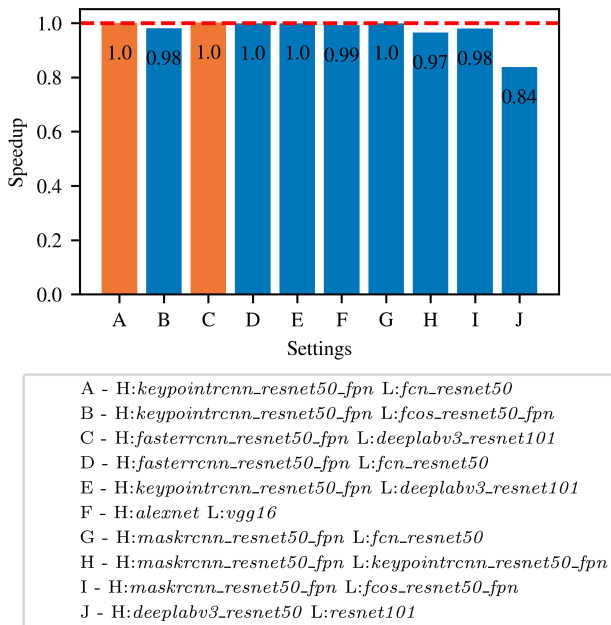 1.0
0.8
0.6
0.4
0.2
0.0
Speedup
1.0 0.98 1.0 1.0 1.0 0.99 1.0 0.97 0.98 0.84
A B C D E F G H I J
Settings
A - H:keypointrcnn_resnet50_fpn L:fcn_resnet50
B - H:keypointrcnn_resnet50_fpn L:fcos_resnet50_fpn
C - H:fasterrcnn_resnet50_fpn L:deeplabv3_resnet101
D - H:fasterrcnn_resnet50_fpn L:fcn_resnet50
E - H:keypointrcnn_resnet50_fpn L:deeplabv3_resnet101
F - H:alexnet L:vgg16
G - H:maskrcnn_resnet50_fpn L:fcn_resnet50
H - H:maskrcnn_resnet50_fpn L:keypointrcnn_resnet50_fpn
I - H:maskrcnn_resnet50_fpn L:fcos_resnet50_fpn
J - H:deeplabv3_resnet50 L:resnet101